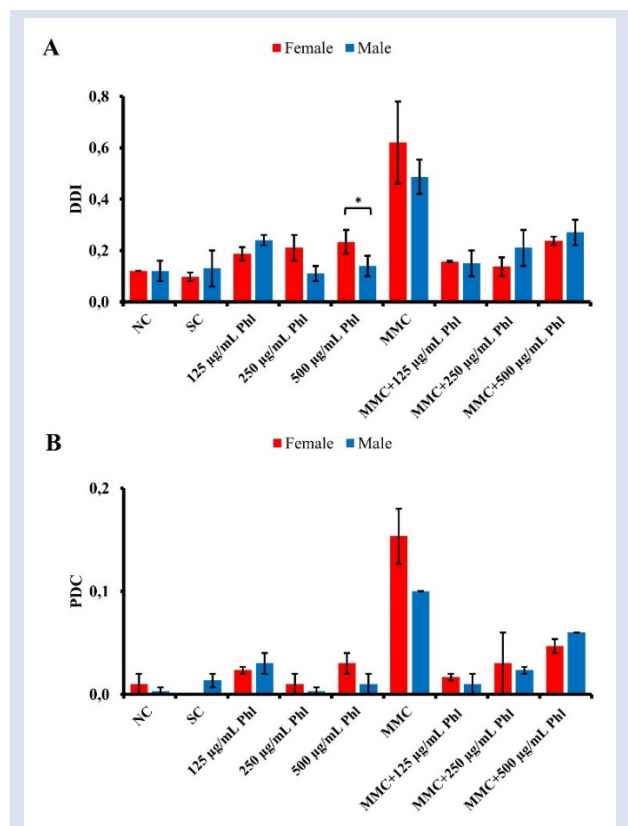 A
Female Male
0,8
0,6
0,4
0,2
0,0
DDI
*
NC
SC
125 µg/mL Phl
250 µg/mL Phl
500 µg/mL Phl
MMC
MMC+125 µg/mL Phl
MMC+250 µg/mL Phl
MMC+500 µg/mL Phl
B
Female Male
0,2
0,1
0,0
PDC
NC
SC
125 µg/mL Phl
250 µg/mL Phl
500 µg/mL Phl
MMC
MMC+125 µg/mL Phl
MMC+250 µg/mL Phl
MMC+500 µg/mL Phl